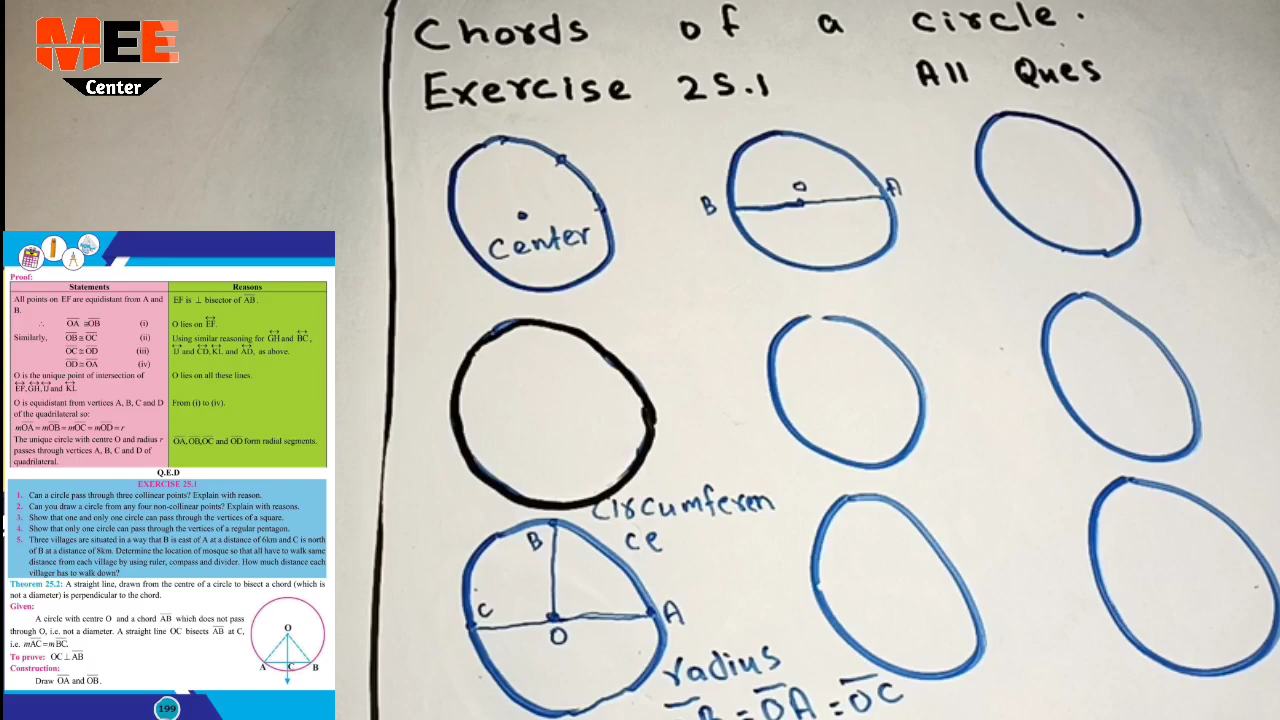 MEE
Center
Chords of a circle.
Exercise 25.1 All Ques
center
B O A
Circumferen
ce
B
C
A
O
radius
B = OA = OC
Proof:
Statements Reasons
All points on EF are equidistant from A and B. EF is ⊥ bisector of AB.
∴ OA ≅ OB (i) O lies on EF.
Similarly, OB ≅ OC (ii) Using similar reasoning for GH and BC,
OC ≅ OD (iii) IJ and CD, KL and AD, as above.
OD ≅ OA (iv)
O is the unique point of intersection of O lies on all these lines.
EF, GH, IJ and KL
O is equidistant from vertices A, B, C and D From (i) to (iv).
of the quadrilateral so:
mOA = mOB = mOC = mOD = r
The unique circle with centre O and radius r OA, OB, OC and OD form radial segments.
passes through vertices A, B, C and D of
quadrilateral.
Q.E.D
EXERCISE 25.1
1. Can a circle pass through three collinear points? Explain with reason.
2. Can you draw a circle from any four non-collinear points? Explain with reasons.
3. Show that one and only one circle can pass through the vertices of a square.
4. Show that only one circle can pass through the vertices of a regular pentagon.
5. Three villages are situated in a way that B is east of A at a distance of 6km and C is north
of B at a distance of 8km. Determine the location of mosque so that all have to walk same
distance from each village by using ruler, compass and divider. How much distance each
villager has to walk down?
Theorem 25.2: A straight line, drawn from the centre of a circle to bisect a chord (which is
not a diameter) is perpendicular to the chord.
Given:
A circle with centre O and a chord AB which does not pass
through O, i.e. not a diameter. A straight line OC bisects AB at C,
i.e. mAC = mBC.
To prove: OC ⊥ AB
Construction:
Draw OA and OB.
O
A C B
199